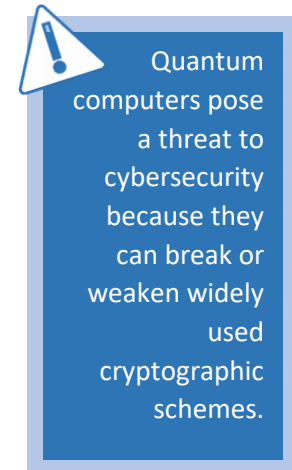 Quantum
computers pose
a threat to
cybersecurity
because they
can break or
weaken widely
used
cryptographic
schemes.